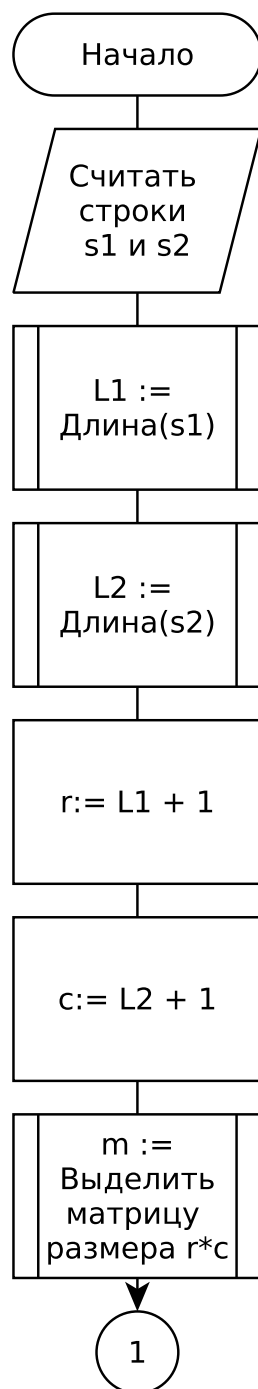 Начало
Считать
строки
s1 и s2
L1 :=
Длина(s1)
L2 :=
Длина(s2)
r:= L1 + 1
c:= L2 + 1
m :=
Выделить
матрицу
размера r*c
1